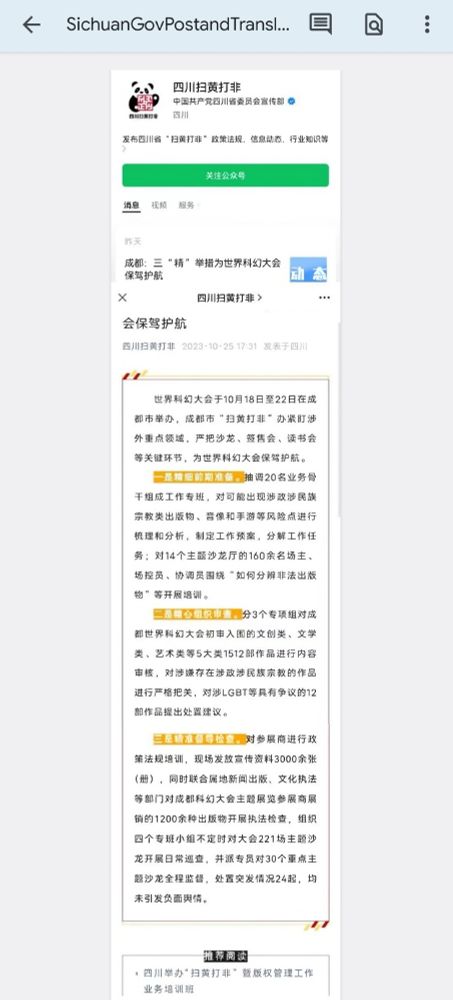 SichuanGovPostandTransl...
四川扫黄打非
中国共产党四川省委员会宣传部
四川
四川扫黄打非
发布四川省“扫黄打非”政策法规、信息动态、行业知识等
关注公众号
消息 视频 服务
昨天
成都：三“精”举措为世界科幻大会
保驾护航
动 态
四川扫黄打非
会保驾护航
四川扫黄打非 2023-10-25 17:31 发表于四川
世界科幻大会于10月18日至22日在成
都市举办，成都市“扫黄打非”办紧盯涉
外重点领域，严把沙龙、签售会、读书会
等关键环节，为世界科幻大会保驾护航。
一是精细前期准备。抽调20名业务骨
干组成工作专班，对可能出现涉政涉民族
宗教类出版物、音像和手游等风险点进行
梳理和分析，制定工作预案，分解工作任
务；对14个主题沙龙厅的160余名场主、
场控员、协调员围绕“如何分辨非法出版
物”等开展培训。
二是精心组织审查。分3个专项组对成
都世界科幻大会初审入围的文创类、文学
类、艺术类等5大类1512部作品进行内容
审核，对涉嫌存在涉政涉民族宗教的作品
进行严格把关，对涉LGBT等具有争议的12
部作品提出处置建议。
三是精准督导检查。对参展商进行政
策法规培训，现场发放宣传资料3000余张
（册），同时联合属地新闻出版、文化执法
等部门对成都科幻大会主题展览参展商展
销的1200余种出版物开展执法检查，组织
四个专班小组不定时对大会221场主题沙
龙开展日常巡查，并派专员对30个重点主
题沙龙全程监督，处置突发情况24起，均
未引发负面舆情。
推荐阅读
四川举办“扫黄打非”暨版权管理工作
业务培训班